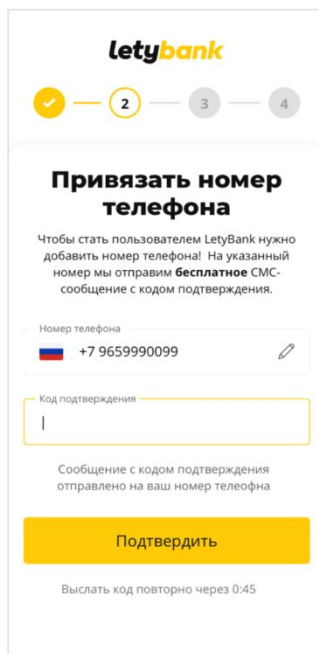 letybank
2
3
4
Привязать номер
телефона
Чтобы стать пользователем LetyBank нужно
добавить номер телефона! На указанный
номер мы отправим бесплатное СМС-
сообщение с кодом подтверждения.
Номер телефона
+7 9659990099
Код подтверждения
Сообщение с кодом подтверждения
отправлено на ваш номер телеофна
Подтвердить
Выслать код повторно через 0:45